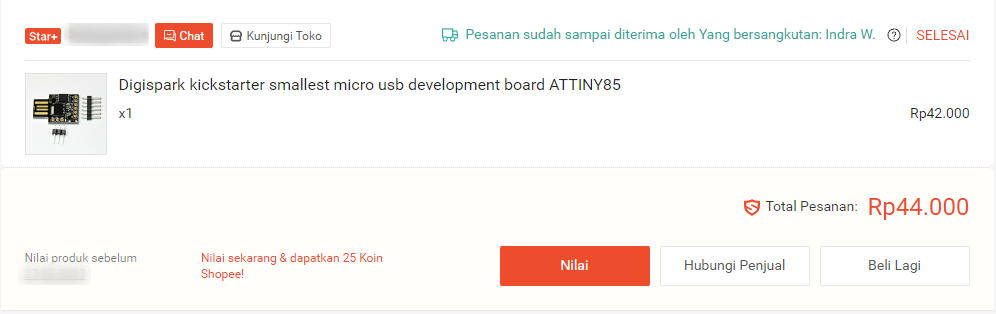 Star+
Chat
Kunjungi Toko
Pesanan sudah sampai diterima oleh Yang bersangkutan: Indra W.
?
SELESAI
Digispark kickstarter smallest micro usb development board ATTINY85
x1
Rp42.000
Total Pesanan:
Rp44.000
Nilai produk sebelum
Nilai sekarang & dapatkan 25 Koin
Shopee!
Nilai
Hubungi Penjual
Beli Lagi